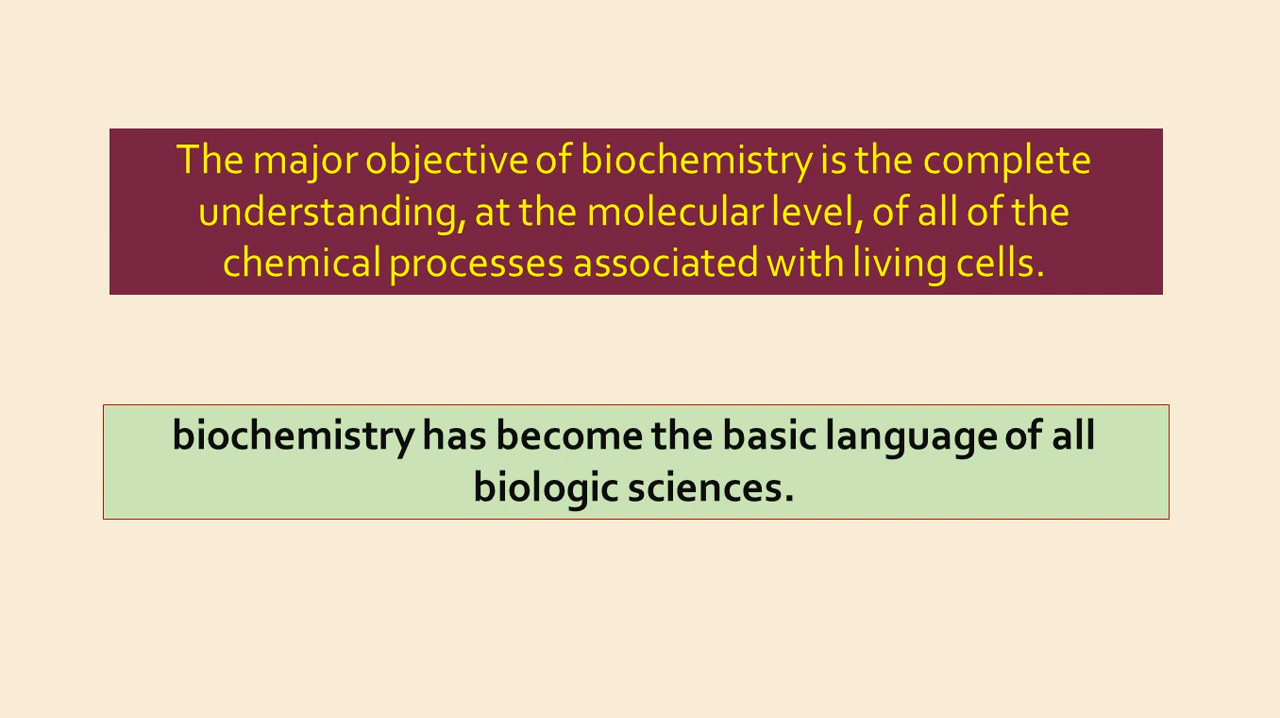 The major objective of biochemistry is the complete
understanding, at the molecular level, of all of the
chemical processes associated with living cells.
biochemistry has become the basic language of all
biologic sciences.